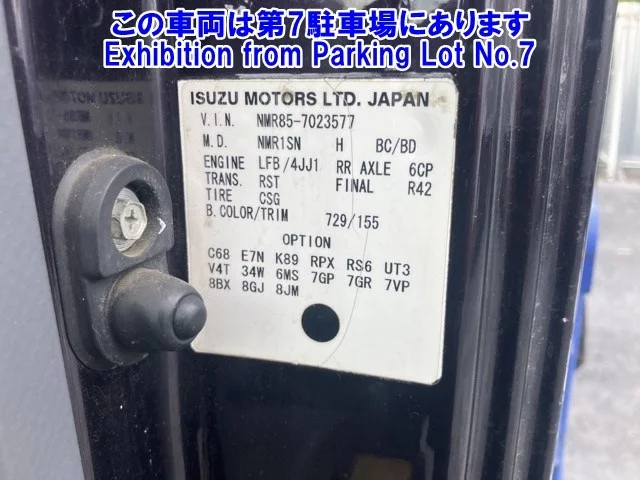 この車両は第7駐車場にあります
Exhibition from Parking Lot No.7
ISUZU MOTORS LTD. JAPAN
V.I.N. NMR85-7023577
M.D. NMR1SN H BC/BD
ENGINE LFB/4JJ1 RR AXLE 6CP
TRANS. RST FINAL R42
TIRE CSG
B.COLOR/TRIM 729/155
OPTION
C68 E7N K89 RPX RS6 UT3
V4T 34W 6MS 7GP 7GR 7VP
8BX 8GJ 8JM